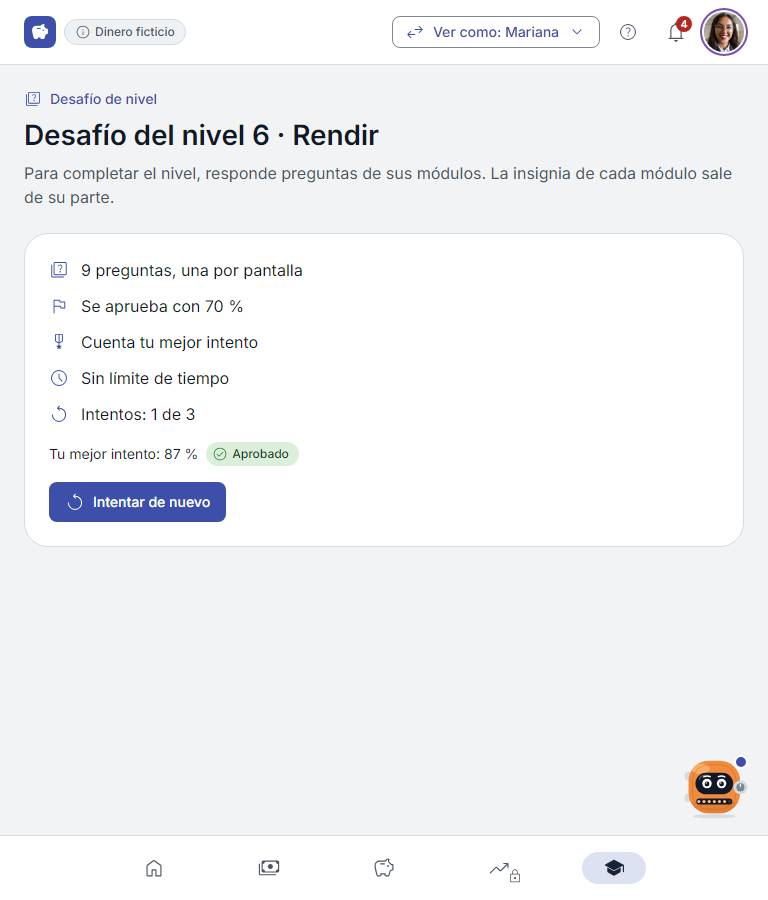 Dinero ficticio
Ver como: Mariana
4
Desafío de nivel
Desafío del nivel 6 · Rendir
Para completar el nivel, responde preguntas de sus módulos. La insignia de cada módulo sale
de su parte.
9 preguntas, una por pantalla
Se aprueba con 70 %
Cuenta tu mejor intento
Sin límite de tiempo
Intentos: 1 de 3
Tu mejor intento: 87 % Aprobado
Intentar de nuevo